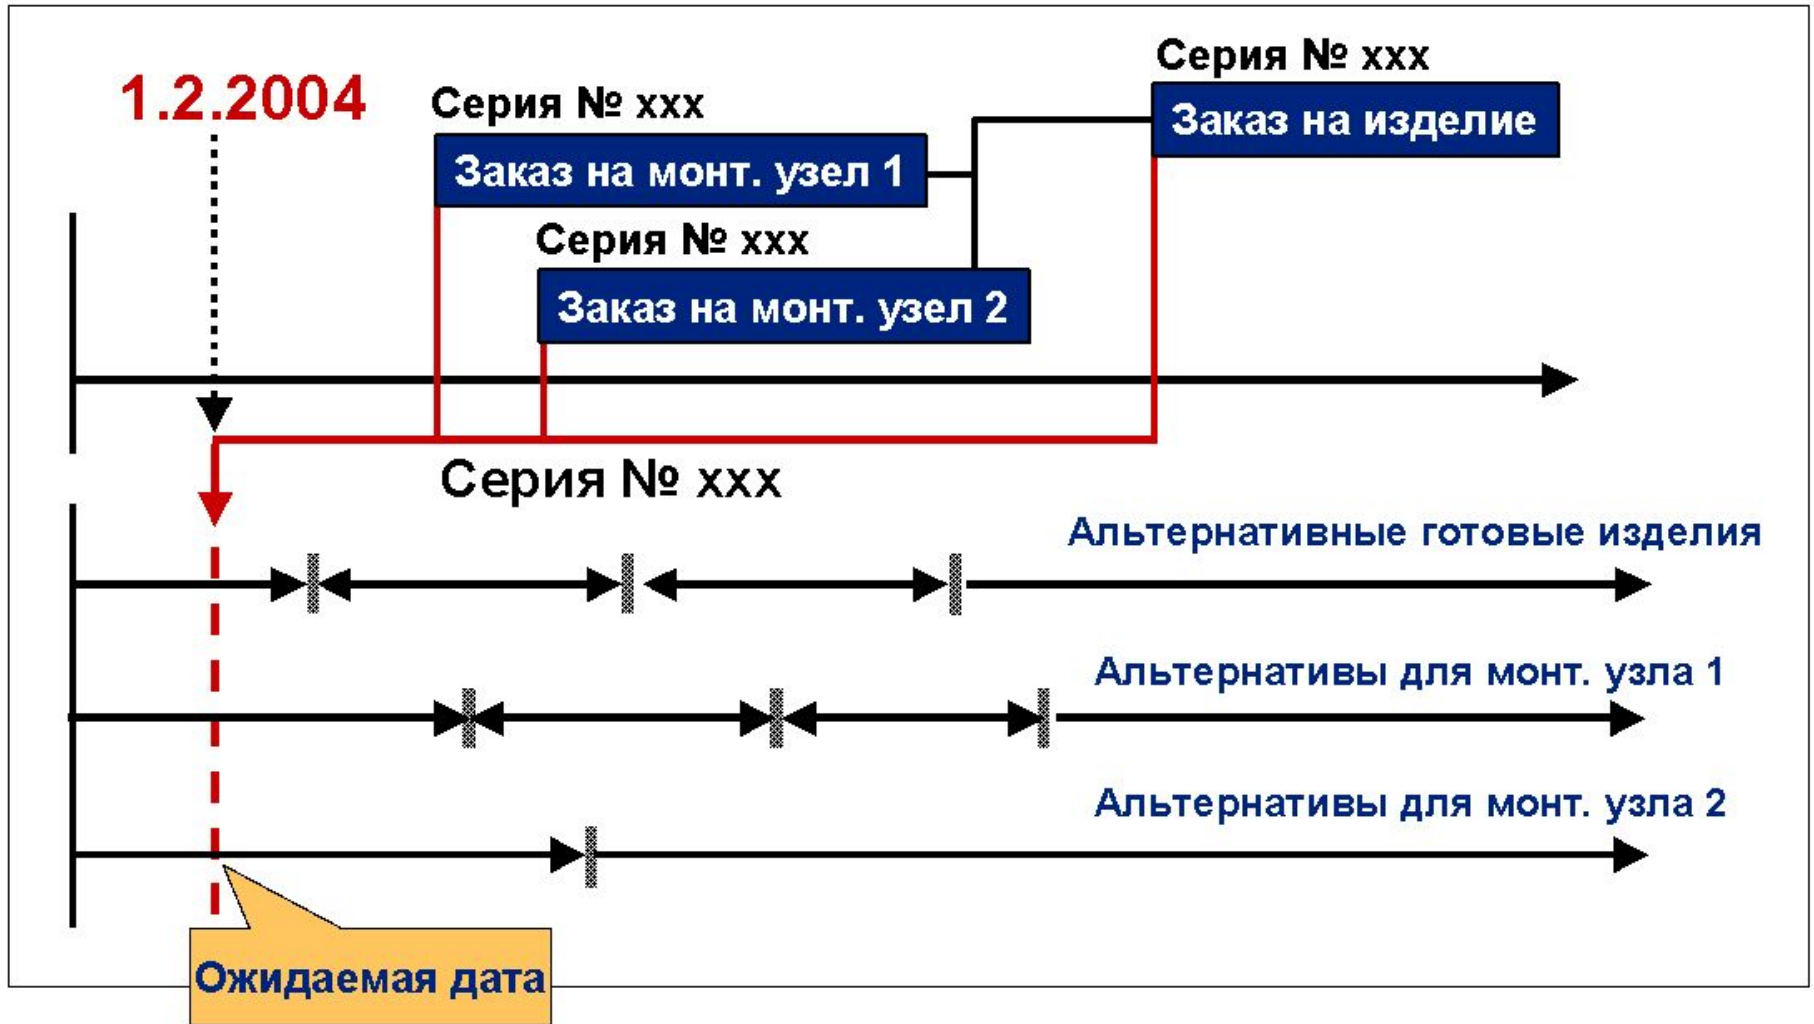 Серия № xxx
1.2.2004
Серия № xxx
Заказ на изделие
Заказ на монт. узел 1
Серия № xxx
Заказ на монт. узел 2
Серия № xxx
Альтернативные готовые изделия
Альтернативы для монт. узла 1
Альтернативы для монт. узла 2
Ожидаемая дата